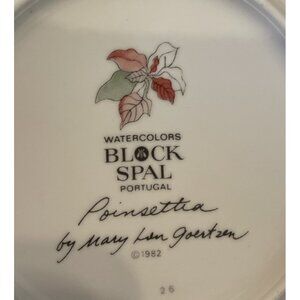 WATERCOLORS
BLOCK
SPAL
PORTUGAL
Poinsettia
by Mary Lou Goertzen
©1982
26